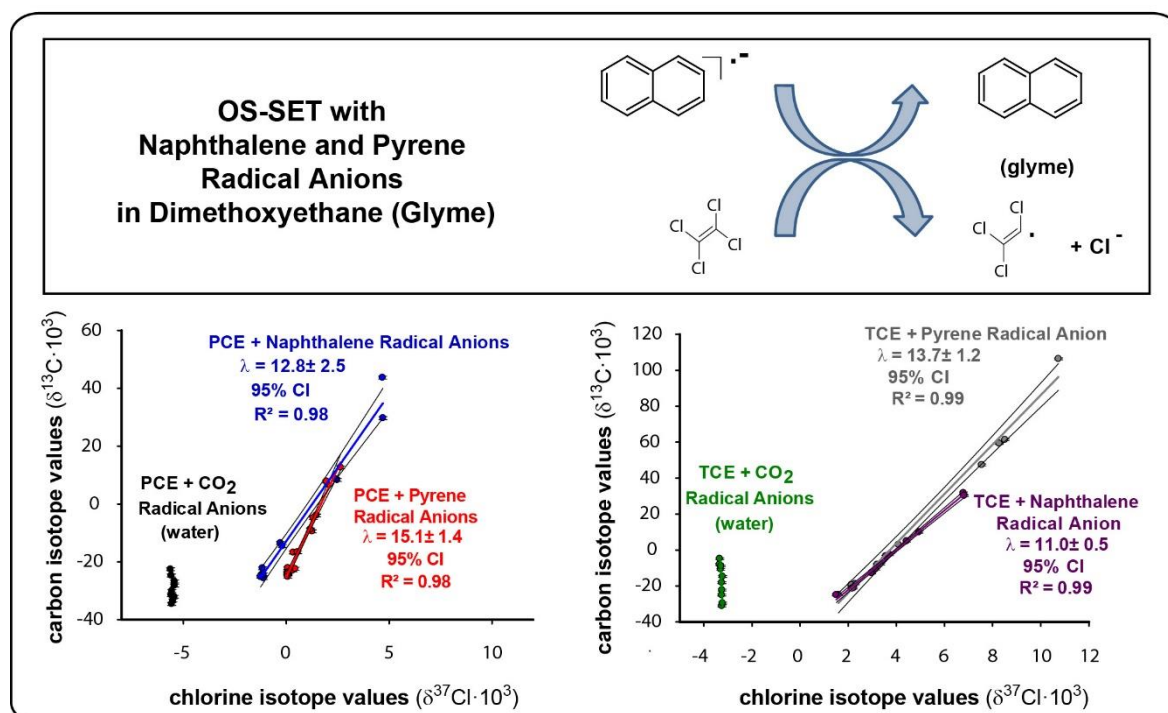 OS-SET with
Naphthalene and Pyrene
Radical Anions
in Dimethoxyethane (Glyme)
·-
(glyme)
Cl
Cl
Cl
Cl
Cl
Cl
Cl
+ Cl⁻
carbon isotope values (δ¹³C·10³)
60
40
20
0
-20
-40
PCE + Naphthalene Radical Anions
λ = 12.8± 2.5
95% CI
R² = 0.98
PCE + CO₂
Radical Anions
(water)
PCE + Pyrene
Radical Anions
λ = 15.1± 1.4
95% CI
R² = 0.98
-5
0
5
10
chlorine isotope values (δ³⁷Cl·10³)
carbon isotope values (δ¹³C·10³)
120
100
80
60
40
20
0
-20
-40
TCE + Pyrene Radical Anion
λ = 13.7± 1.2
95% CI
R² = 0.99
TCE + CO₂
Radical Anions
(water)
TCE + Naphthalene
Radical Anion
λ = 11.0± 0.5
95% CI
R² = 0.99
-4
-2
0
2
4
6
8
10
12
chlorine isotope values (δ³⁷Cl·10³)